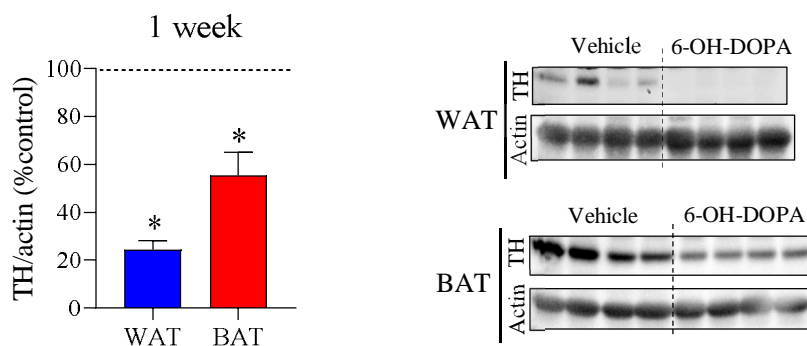 1 week
TH/actin (%control)
100
80
60
40
20
0
*
*
WAT
BAT
Vehicle
6-OH-DOPA
WAT
TH
Actin
Vehicle
6-OH-DOPA
BAT
TH
Actin